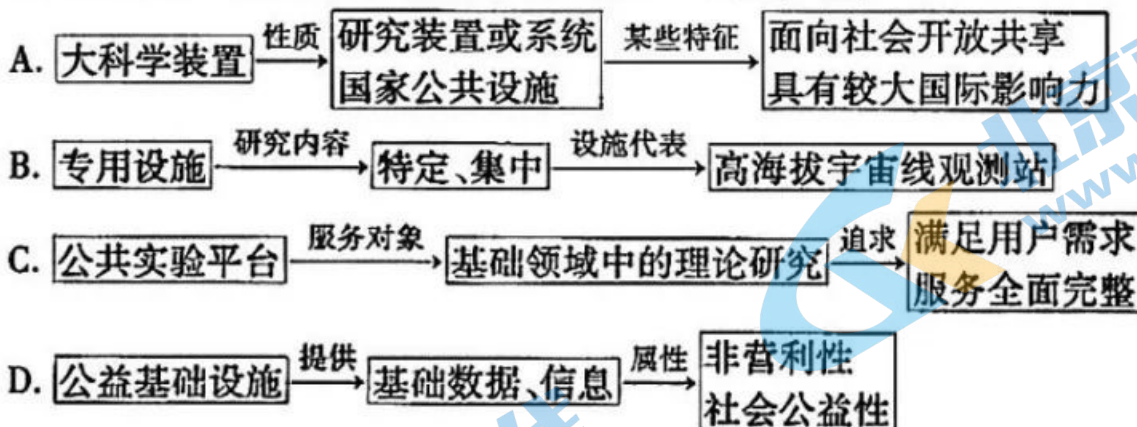 A. 大科学装置 性质 研究装置或系统 国家公共设施 某些特征 面向社会开放共享 具有较大国际影响力
B. 专用设施 研究内容 特定、集中 设施代表 高海拔宇宙线观测站
C. 公共实验平台 服务对象 基础领域中的理论研究 追求 满足用户需求 服务全面完整
D. 公益基础设施 提供 基础数据、信息 属性 非营利性 社会公益性